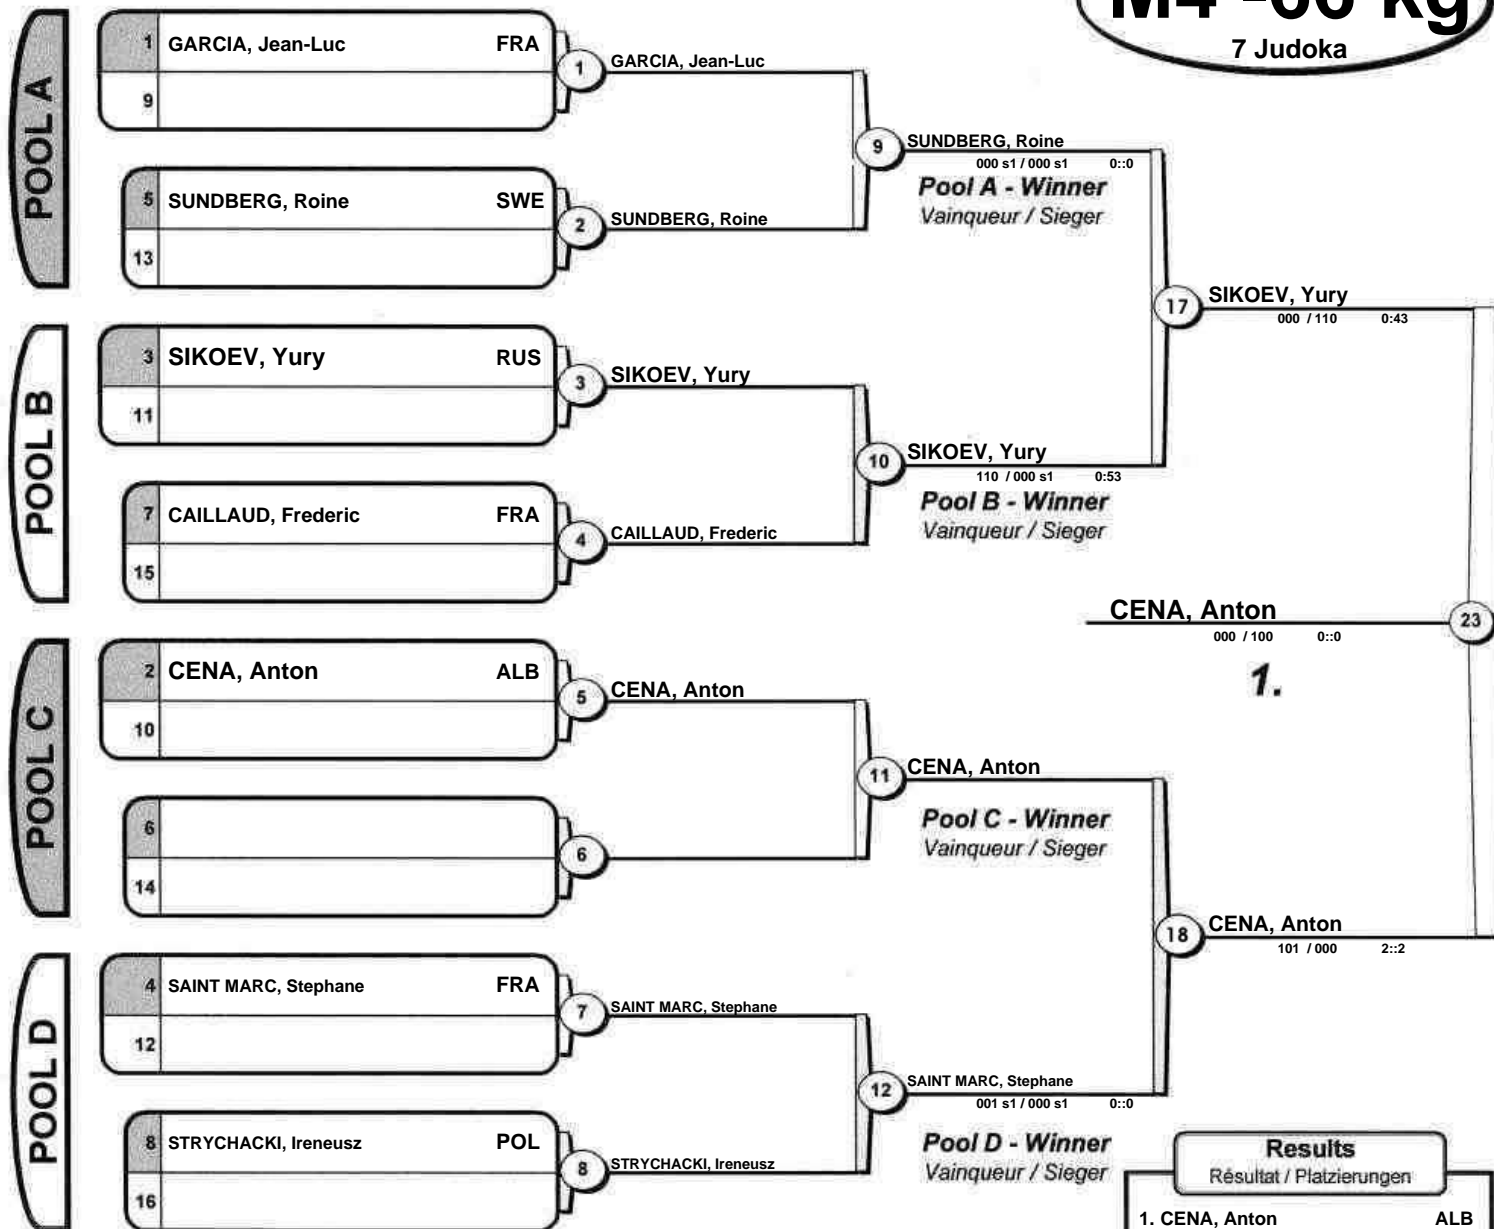 M4 -66 kg
7 Judoka
POOL A
1 GARCIA, Jean-Luc FRA
9
1 GARCIA, Jean-Luc
5 SUNDBERG, Roine SWE
13
2 SUNDBERG, Roine
9 SUNDBERG, Roine
000 s1 / 000 s1 0::0
Pool A - Winner
Vainqueur / Sieger
POOL B
3 SIKOEV, Yury RUS
11
3 SIKOEV, Yury
7 CAILLAUD, Frederic FRA
15
4 CAILLAUD, Frederic
10 SIKOEV, Yury
110 / 000 s1 0:53
Pool B - Winner
Vainqueur / Sieger
17 SIKOEV, Yury
000 / 110 0:43
CENA, Anton 23
000 / 100 0::0
1.
POOL C
2 CENA, Anton ALB
10
5 CENA, Anton
6
14
6
11 CENA, Anton
Pool C - Winner
Vainqueur / Sieger
18 CENA, Anton
101 / 000 2::2
POOL D
4 SAINT MARC, Stephane FRA
12
7 SAINT MARC, Stephane
8 STRYCHACKI, Ireneusz POL
16
8 STRYCHACKI, Ireneusz
12 SAINT MARC, Stephane
001 s1 / 000 s1 0::0
Pool D - Winner
Vainqueur / Sieger
Results
Résultat / Platzierungen
1. CENA, Anton ALB